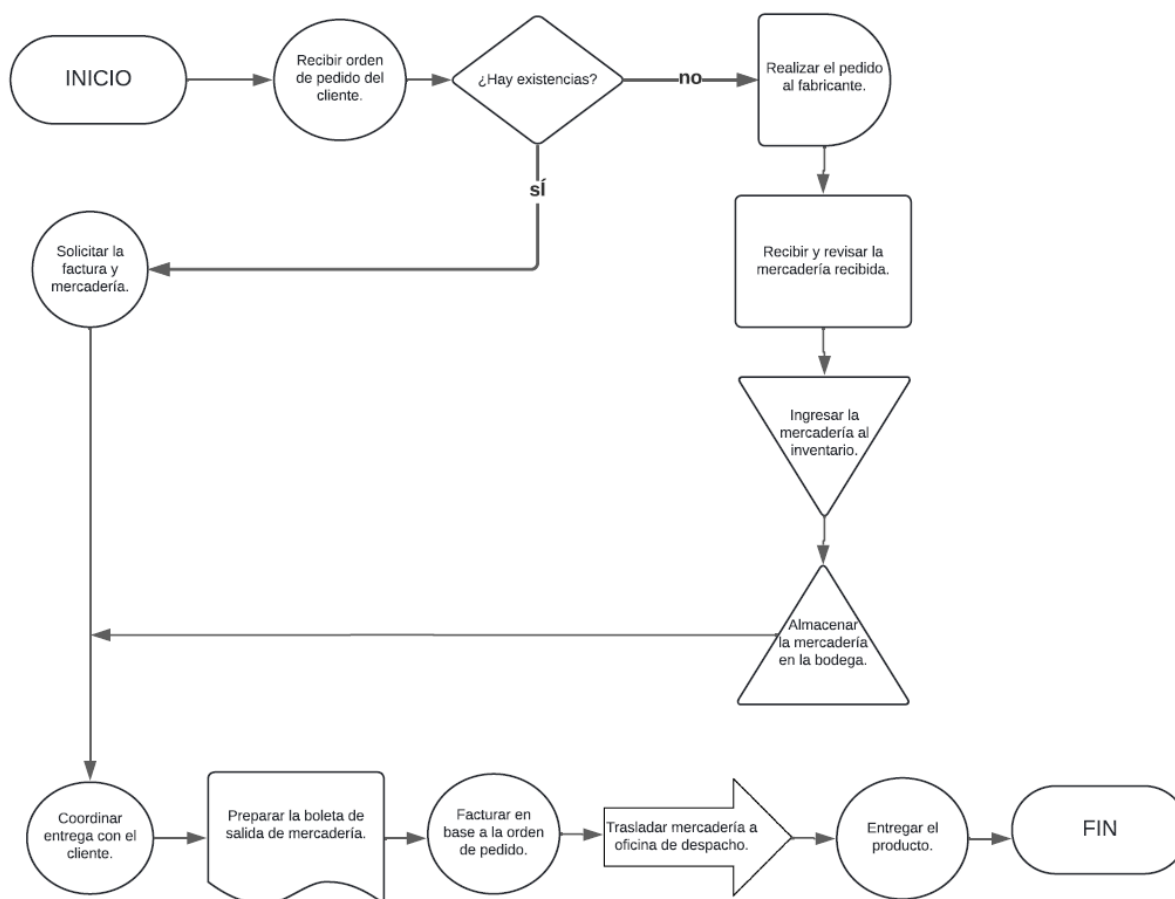 INICIO
Recibir orden
de pedido del
cliente.
¿Hay existencias?
no
Realizar el pedido
al fabricante.
sÍ
Solicitar la
factura y
mercadería.
Recibir y revisar la
mercadería recibida.
Ingresar la
mercadería al
inventario.
Almacenar
la mercadería
en la bodega.
Coordinar
entrega con el
cliente.
Preparar la boleta de
salida de mercadería.
Facturar en
base a la orden
de pedido.
Trasladar mercadería a
oficina de despacho.
Entregar el
producto.
FIN